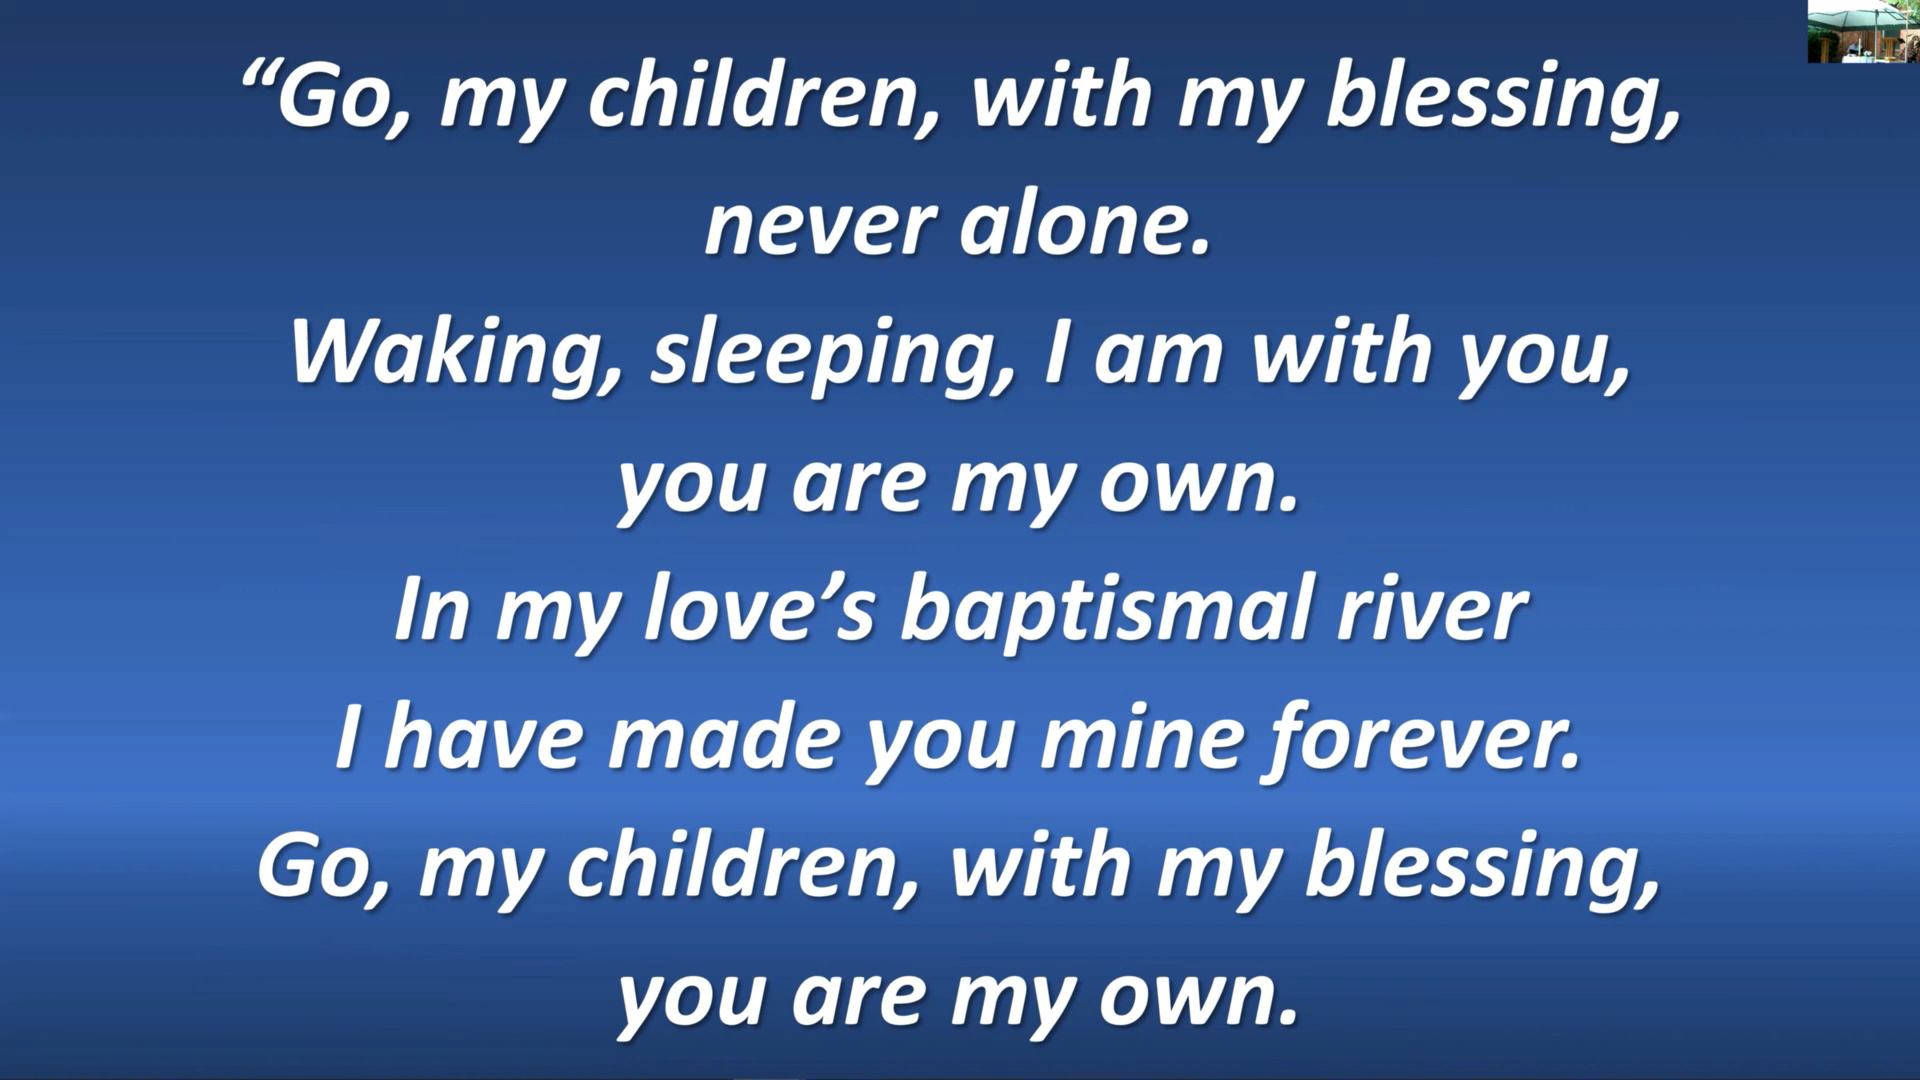 “Go, my children, with my blessing,
never alone.
Waking, sleeping, I am with you,
you are my own.
In my love’s baptismal river
I have made you mine forever.
Go, my children, with my blessing,
you are my own.